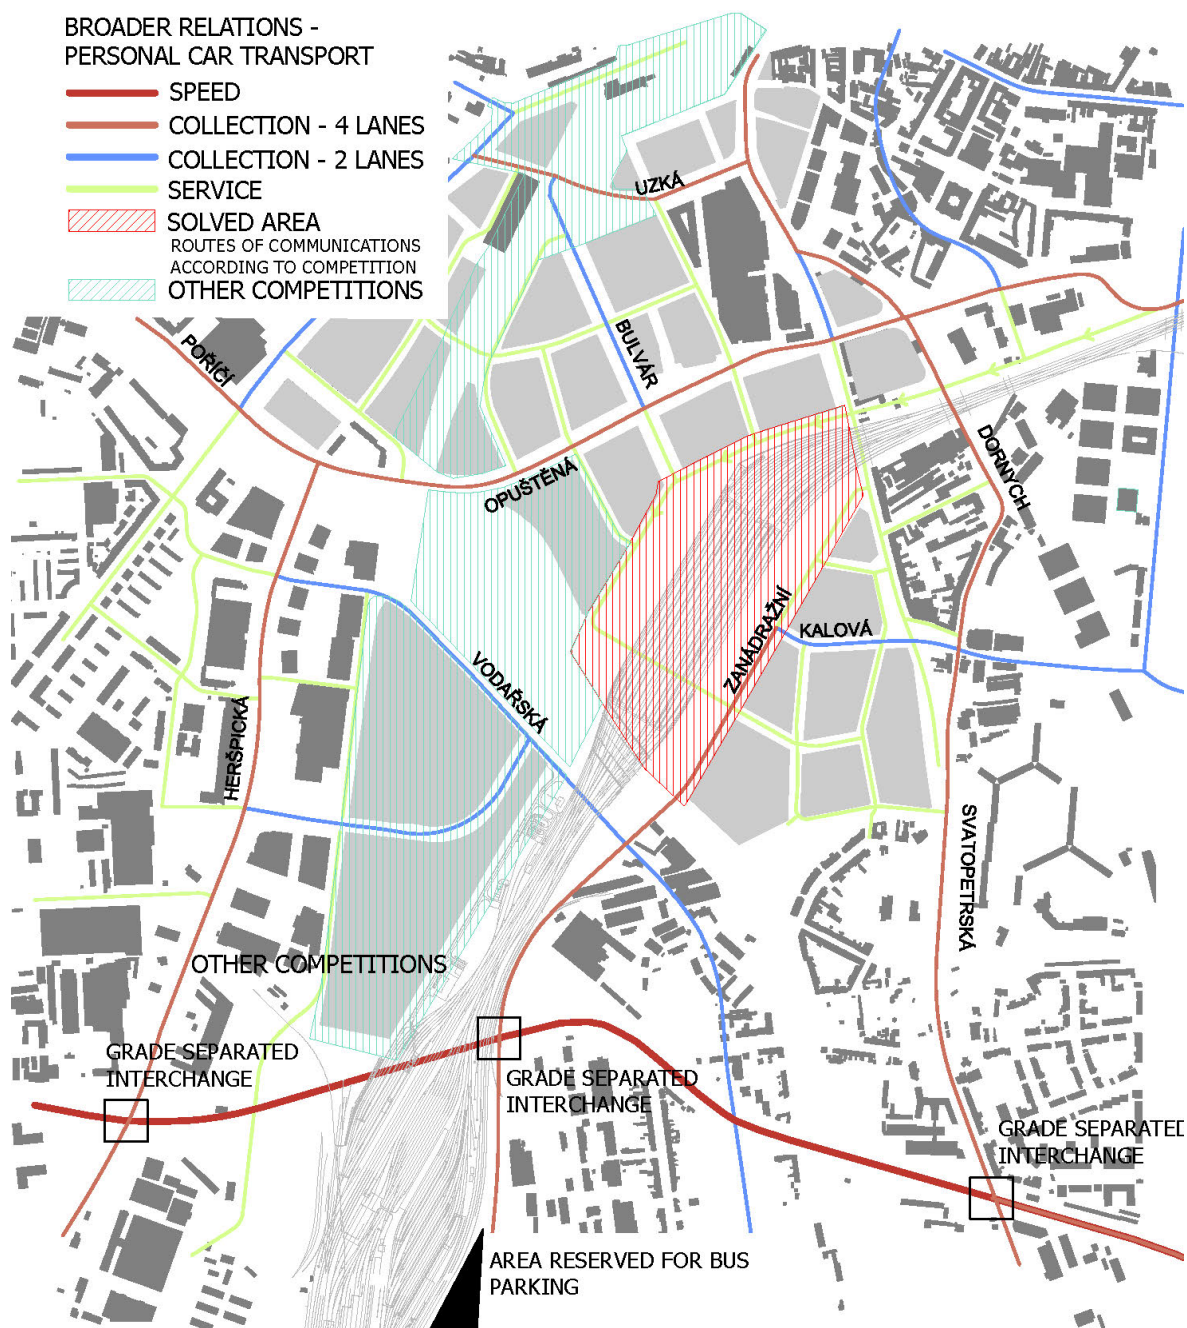 BROADER RELATIONS -
PERSONAL CAR TRANSPORT
SPEED
COLLECTION - 4 LANES
COLLECTION - 2 LANES
SERVICE
SOLVED AREA
ROUTES OF COMMUNICATIONS
ACCORDING TO COMPETITION
OTHER COMPETITIONS
UZKÁ
POŘÍČÍ
BULVÁR
OPUŠTĚNÁ
DORNYCH
ZANÁDRAŽNÍ
KALOVÁ
VODAŘSKÁ
HERŠPICKÁ
SVATOPETRSKÁ
OTHER COMPETITIONS
GRADE SEPARATED
INTERCHANGE
GRADE SEPARATED
INTERCHANGE
GRADE SEPARATED
INTERCHANGE
AREA RESERVED FOR BUS
PARKING